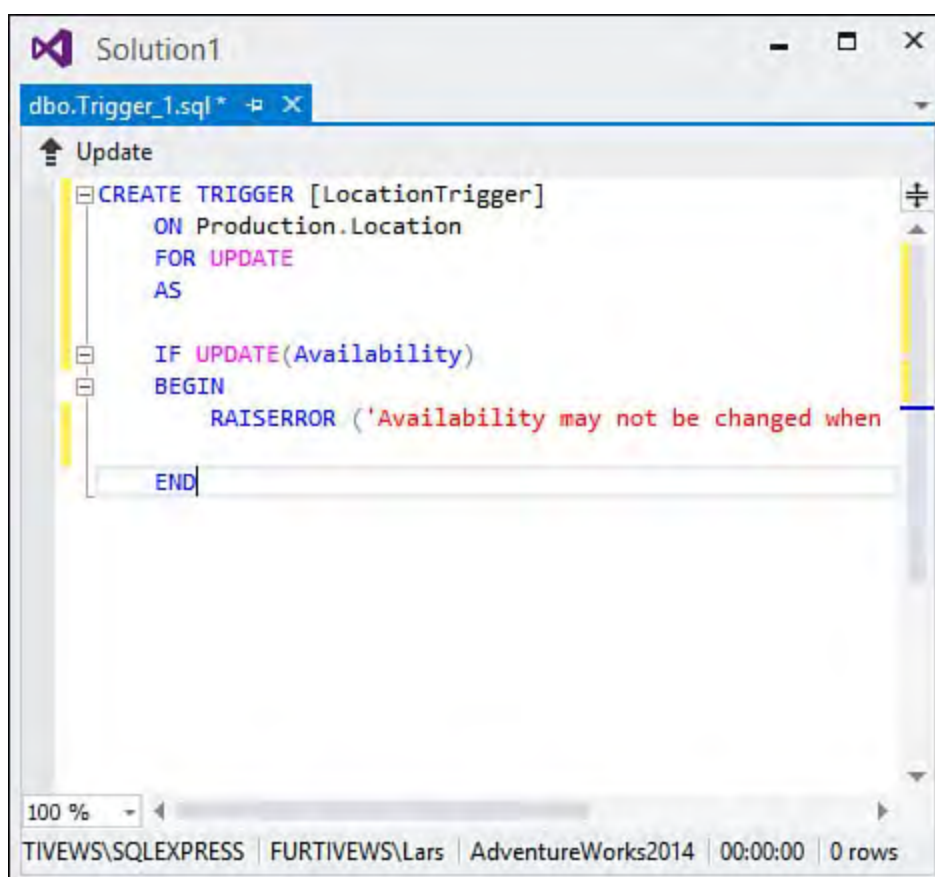 Solution1
dbo.Trigger_1.sql*
Update
CREATE TRIGGER [LocationTrigger]
ON Production.Location
FOR UPDATE
AS
IF UPDATE(Availability)
BEGIN
RAISERROR ('Availability may not be changed when
END
100 %
TIVEWS\SQLEXPRESS FURTIVEWS\Lars AdventureWorks2014 00:00:00 0 rows